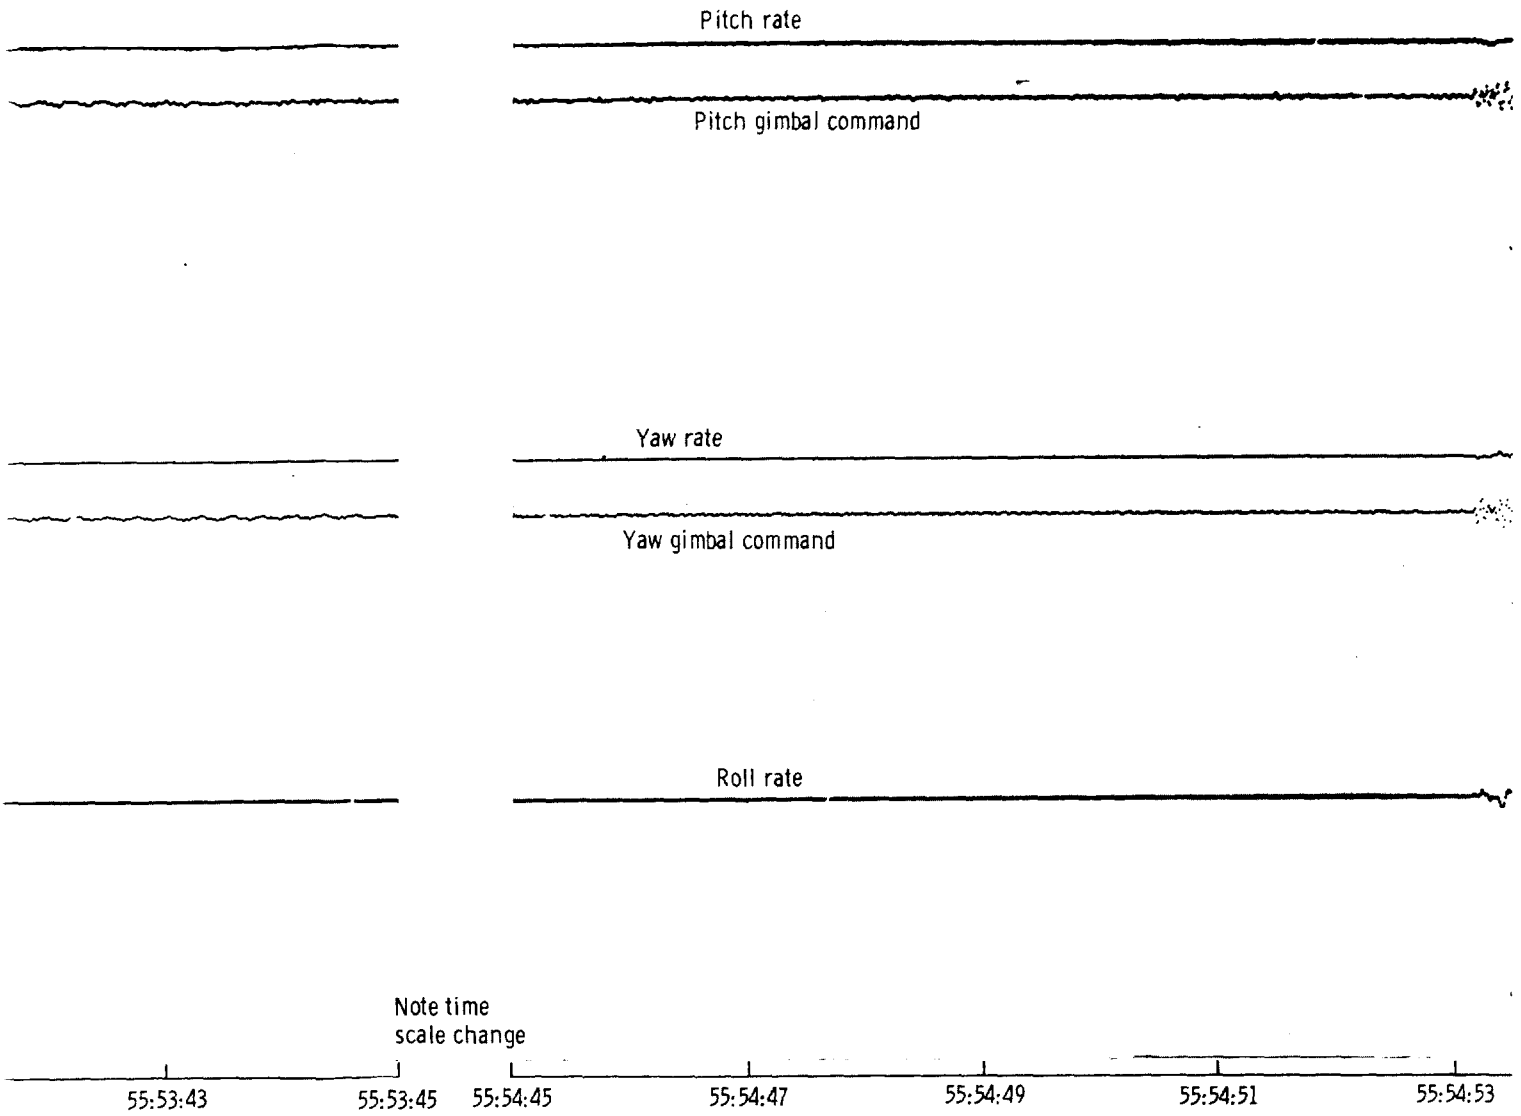 Pitch rate
Pitch gimbal command
Yaw rate
Yaw gimbal command
Roll rate
Note time
scale change
55:53:43 55:53:45 55:54:45 55:54:47 55:54:49 55:54:51 55:54:53